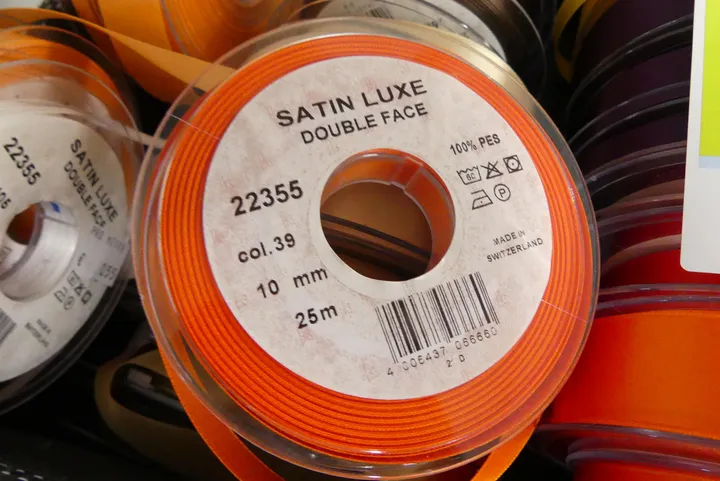 SATIN LUXE
DOUBLE FACE
100% PES
22355
col.39
10 mm
25m
MADE IN
SWITZERLAND
4 005437 066660
22355
SATIN LUXE
DOUBLE FACE